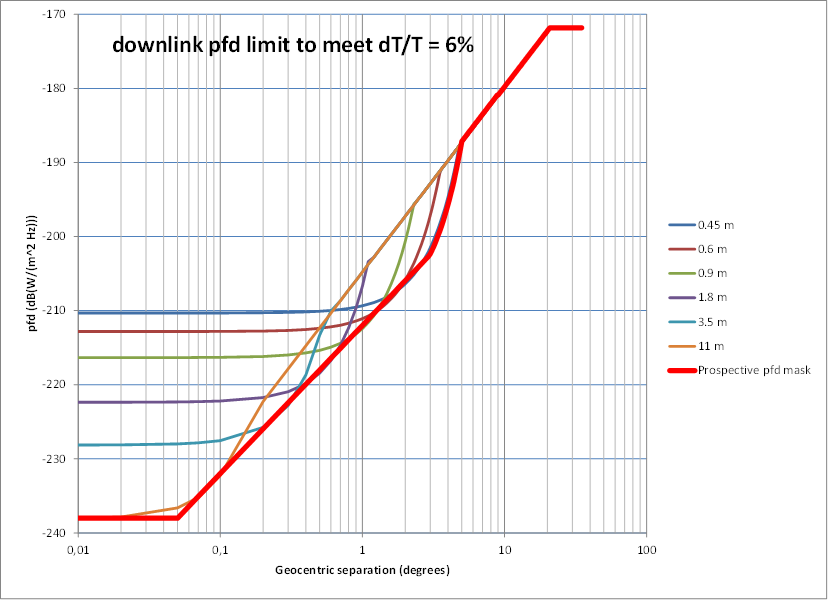 downlink pfd limit to meet dT/T = 6%
-170
-180
-190
-200
-210
-220
-230
-240
pfd (dB(W/(m^2 Hz)))
0,01
0,1
1
10
100
Geocentric separation (degrees)
0.45 m
0.6 m
0.9 m
1.8 m
3.5 m
11 m
Prospective pfd mask